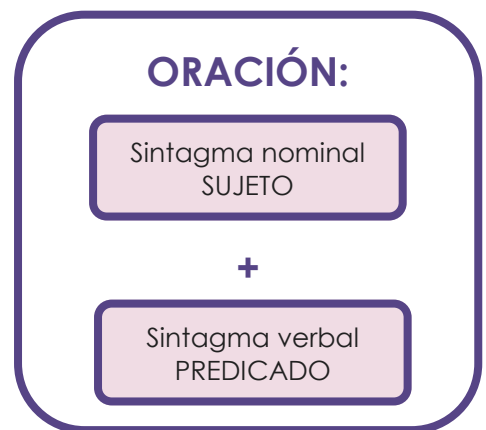 ORACIÓN:
Sintagma nominal
SUJETO
+
Sintagma verbal
PREDICADO